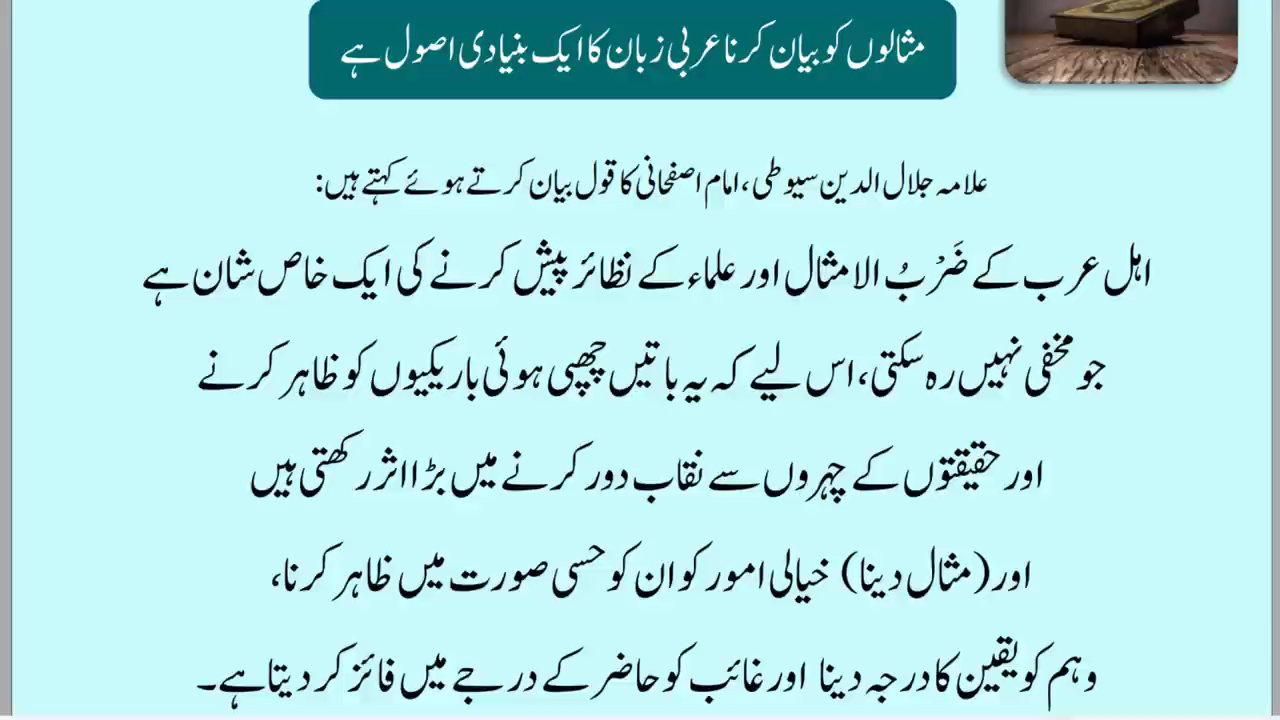 مثالوں کو بیان کرنا عربی زبان کا ایک بنیادی اصول ہے
علامہ جلال الدین سیوطی، امام اصفحانی کا قول بیان کرتے ہوئے کہتے ہیں:
اہل عرب کے ضَرْبُ الامثال اور علماء کے نظائر پیش کرنے کی ایک خاص شان ہے
جو مخفی نہیں رہ سکتی، اس لیے کہ یہ باتیں چھپی ہوئی باریکیوں کو ظاہر کرنے
اور حقیقتوں کے چہروں سے نقاب دور کرنے میں بڑا اثر رکھتی ہیں
اور (مثال دینا) خیالی امور کو ان کو حسی صورت میں ظاہر کرنا،
وہم کو یقین کا درجہ دینا اور غائب کو حاضر کے درجے میں فائز کر دیتا ہے۔